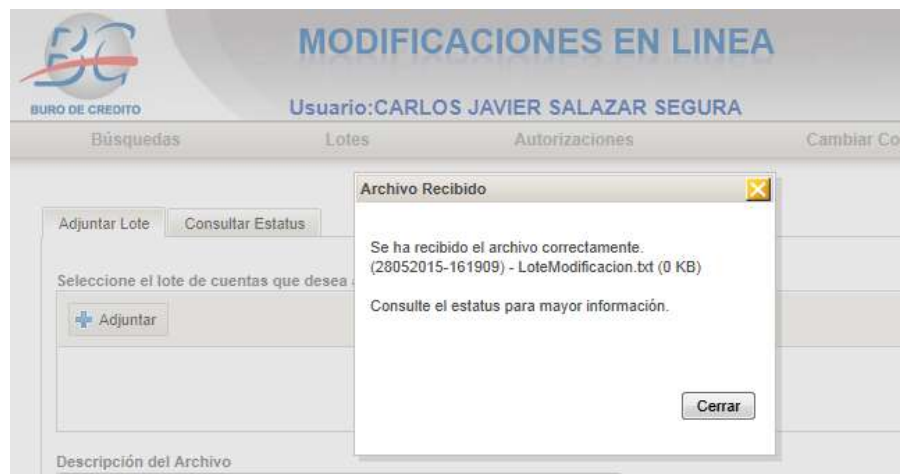 BC
MODIFICACIONES EN LINEA
BURO DE CREDITO
Usuario:CARLOS JAVIER SALAZAR SEGURA
Búsquedas Lotes Autorizaciones Cambiar Co
Archivo Recibido
Adjuntar Lote Consultar Estatus
Se ha recibido el archivo correctamente.
(28052015-161909) - LoteModificacion.txt (0 KB)
Seleccione el lote de cuentas que desea
Consulte el estatus para mayor información.
Adjuntar
Cerrar
Descripción del Archivo